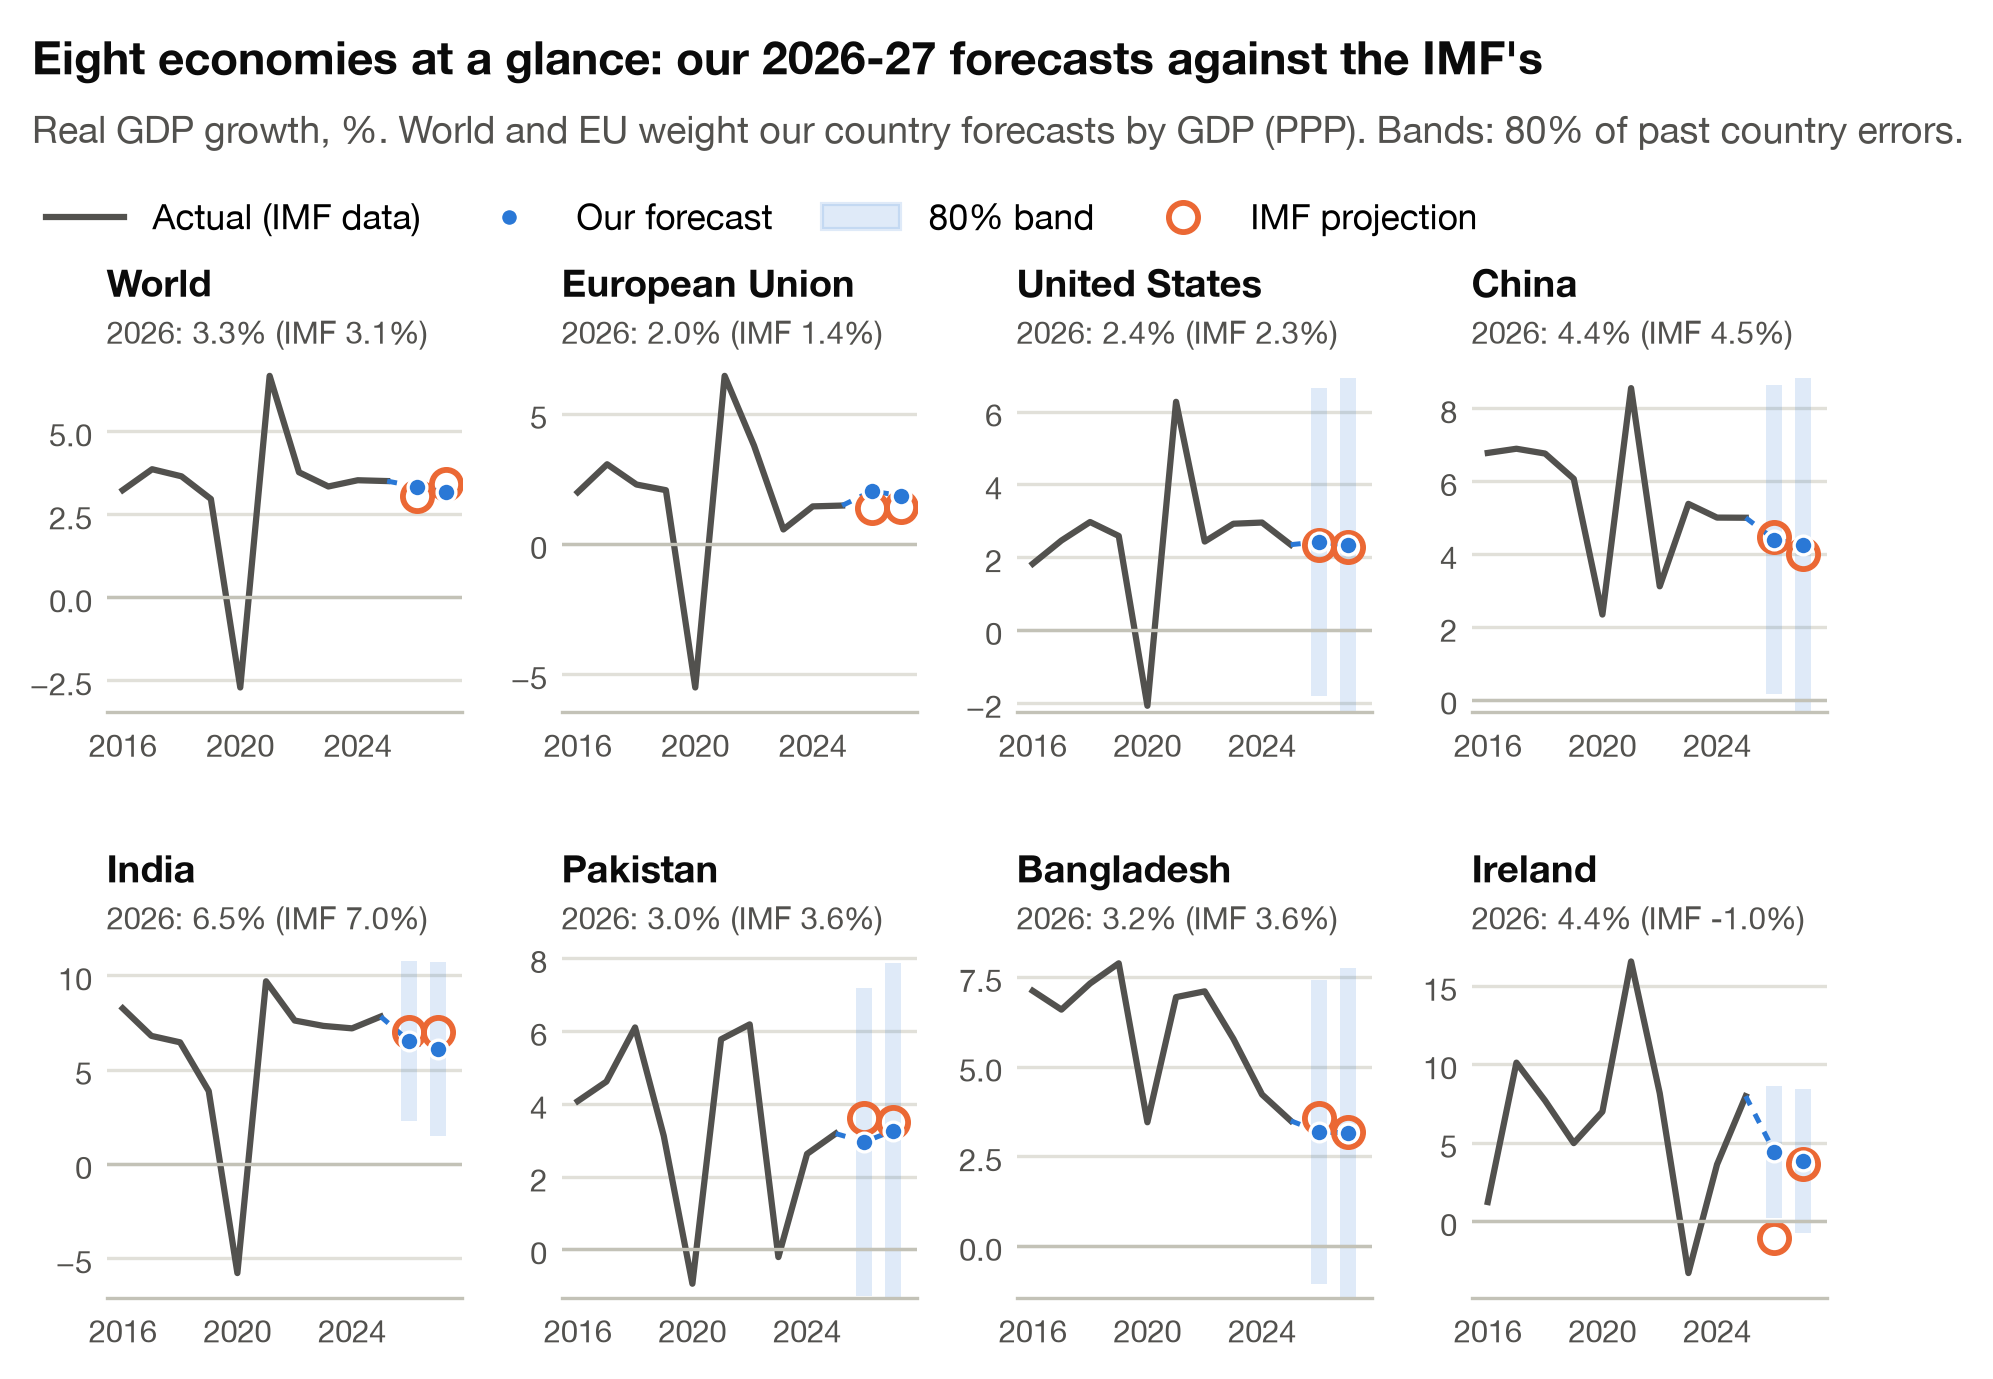 Eight economies at a glance: our 2026-27 forecasts against the IMF's
Real GDP growth, %. World and EU weight our country forecasts by GDP (PPP). Bands: 80% of past country errors.
Actual (IMF data) Our forecast 80% band IMF projection
World European Union United States China
2026: 3.3% (IMF 3.1%) 2026: 2.0% (IMF 1.4%) 2026: 2.4% (IMF 2.3%) 2026: 4.4% (IMF 4.5%)
5.0
2.5
0.0
−2.5
2016 2020 2024
5
0
−5
2016 2020 2024
6
4
2
0
−2
2016 2020 2024
8
6
4
2
0
2016 2020 2024
India Pakistan Bangladesh Ireland
2026: 6.5% (IMF 7.0%) 2026: 3.0% (IMF 3.6%) 2026: 3.2% (IMF 3.6%) 2026: 4.4% (IMF -1.0%)
10
5
0
−5
2016 2020 2024
8
6
4
2
0
2016 2020 2024
7.5
5.0
2.5
0.0
2016 2020 2024
15
10
5
0
2016 2020 2024